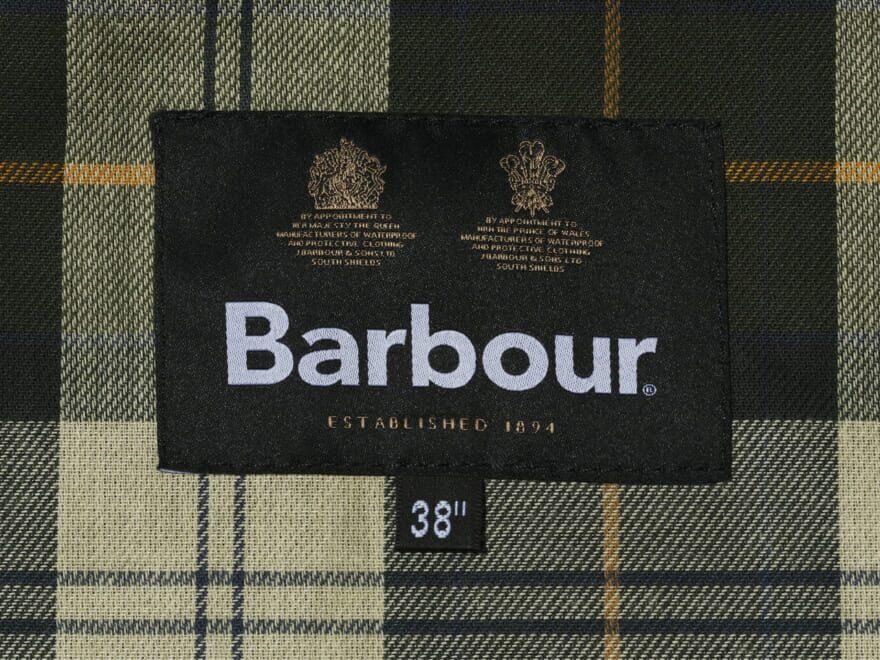 BY APPOINTMENT TO
HER MAJESTY THE QUEEN
MANUFACTURERS OF WATERPROOF
AND PROTECTIVE CLOTHING
J BARBOUR & SONS LTD
SOUTH SHIELDS
BY APPOINTMENT TO
HRH THE PRINCE OF WALES
MANUFACTURERS OF WATERPROOF
AND PROTECTIVE CLOTHING
J BARBOUR & SONS LTD
SOUTH SHIELDS
Barbour®
ESTABLISHED 1894
38"